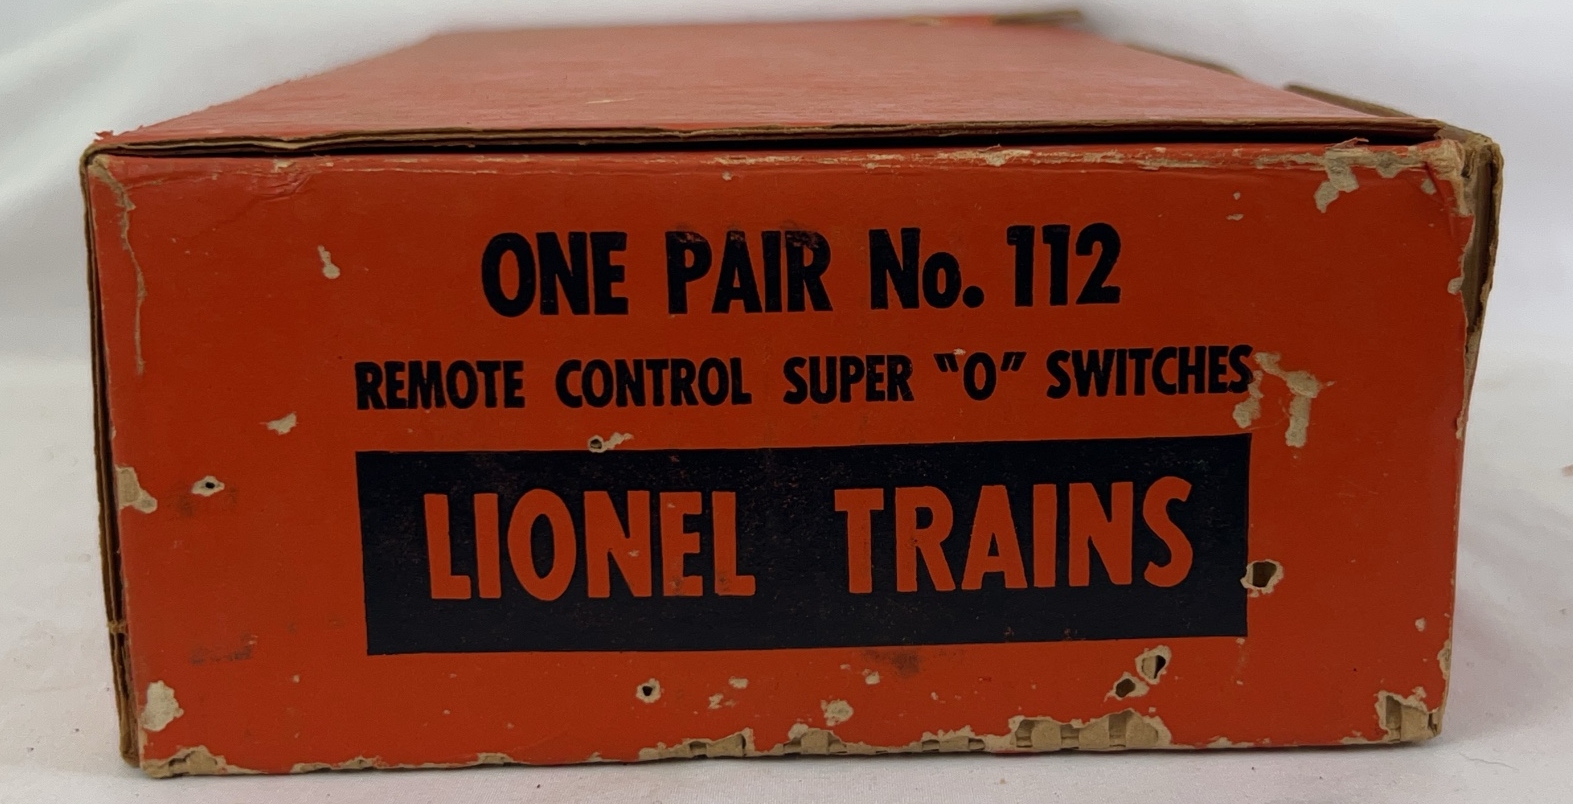 ONE PAIR No. 112
REMOTE CONTROL SUPER "O" SWITCHES
LIONEL TRAINS